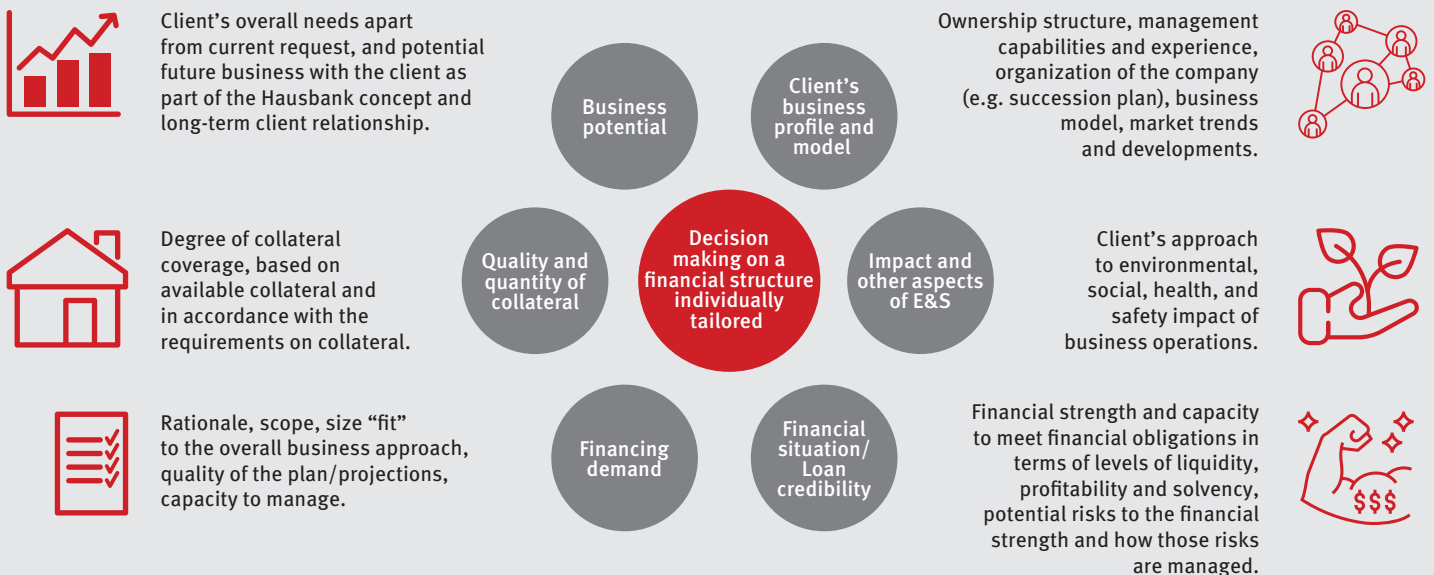 Client's overall needs apart
from current request, and potential
future business with the client as
part of the Hausbank concept and
long-term client relationship.
Business
potential
Client's
business
profile and
model
Ownership structure, management
capabilities and experience,
organization of the company
(e.g. succession plan), business
model, market trends
and developments.
Degree of collateral
coverage, based on
available collateral and
in accordance with the
requirements on collateral.
Quality and
quantity of
collateral
Decision
making on a
financial structure
individually
tailored
Impact and
other aspects
of E&S
Client's approach
to environmental,
social, health, and
safety impact of
business operations.
Rationale, scope, size “fit”
to the overall business approach,
quality of the plan/projections,
capacity to manage.
Financing
demand
Financial
situation/
Loan
credibility
Financial strength and capacity
to meet financial obligations in
terms of levels of liquidity,
profitability and solvency,
potential risks to the financial
strength and how those risks
are managed.
$$$